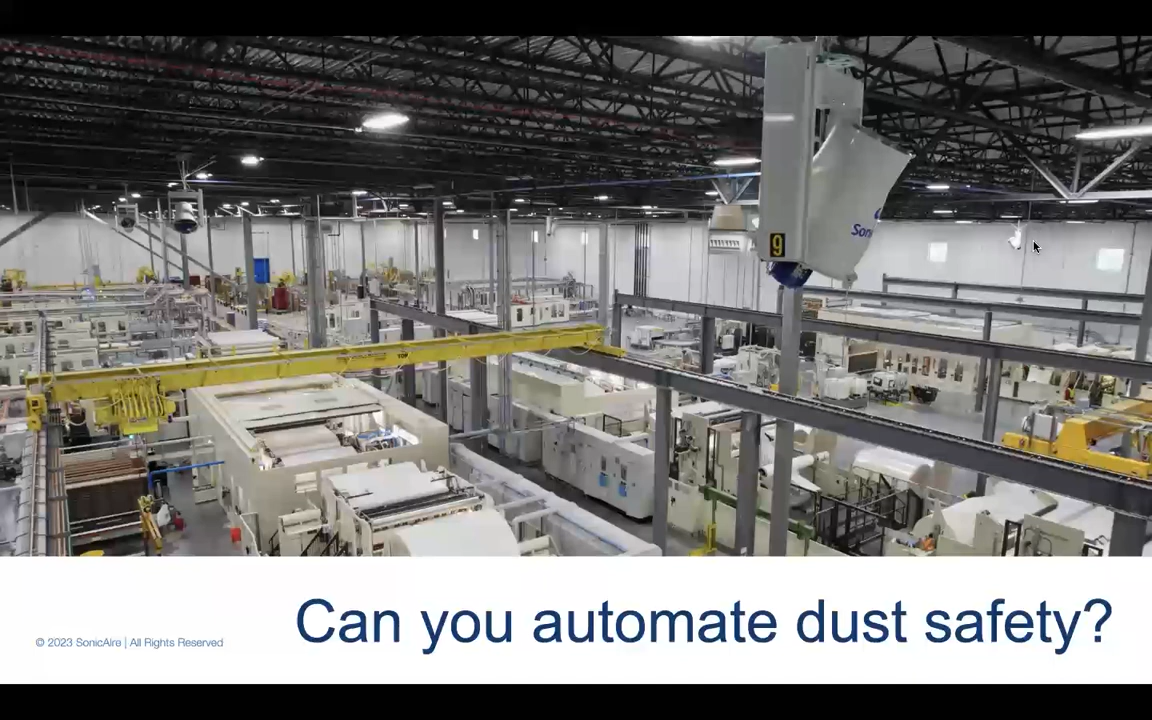 9
Can you automate dust safety?
© 2023 SonicAire | All Rights Reserved